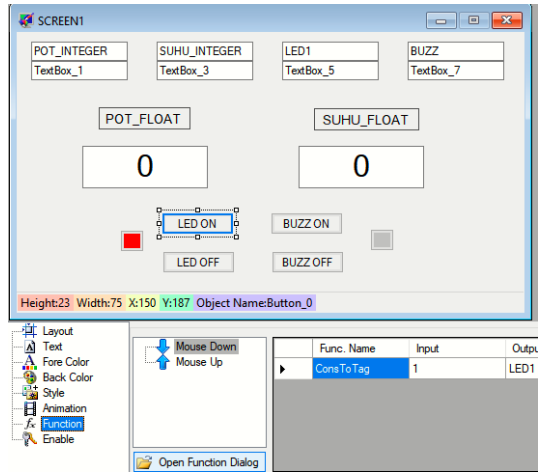 SCREEN1
POT_INTEGER SUHU_INTEGER LED1 BUZZ
TextBox_1 TextBox_3 TextBox_5 TextBox_7
POT_FLOAT SUHU_FLOAT
0 0
LED ON BUZZ ON
LED OFF BUZZ OFF
Height:23 Width:75 X:150 Y:187 Object Name:Button_0
Layout
Text
Fore Color
Back Color
Style
Animation
Function
Enable
Mouse Down
Mouse Up
Open Function Dialog
Func. Name Input Outpu
ConsToTag 1 LED1